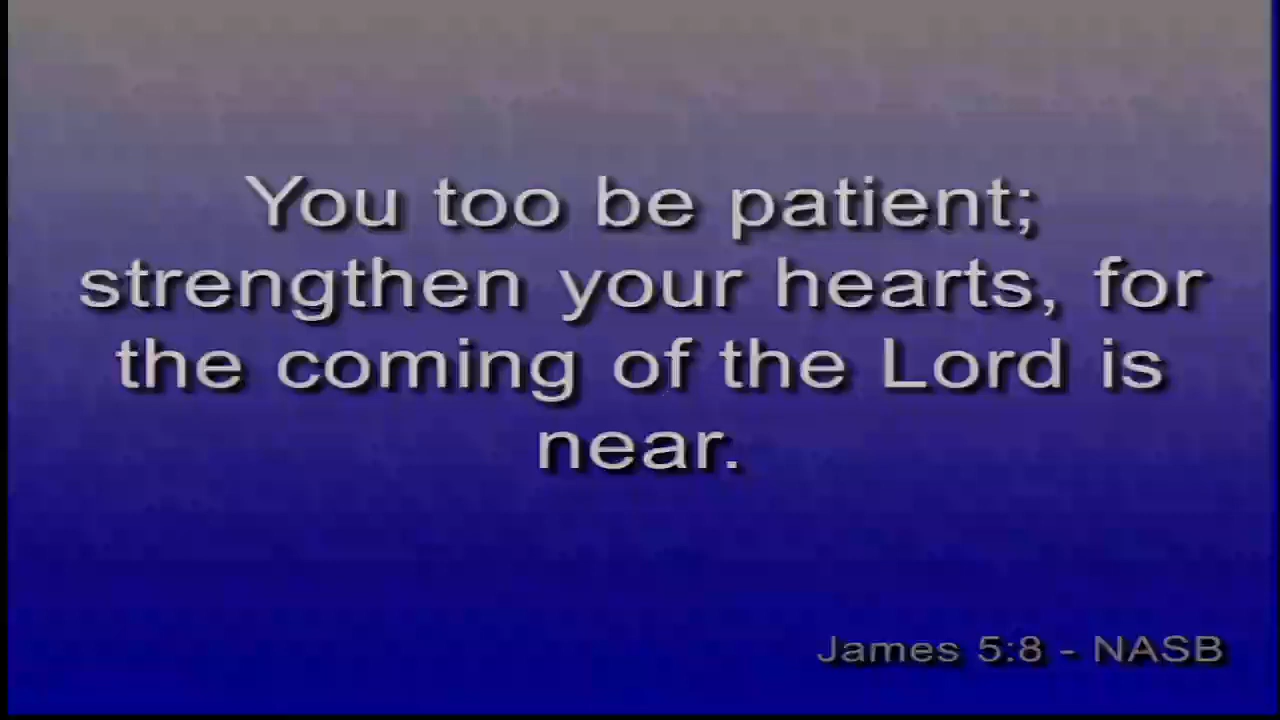 You too be patient;
strengthen your hearts, for
the coming of the Lord is
near.
James 5:8 - NASB